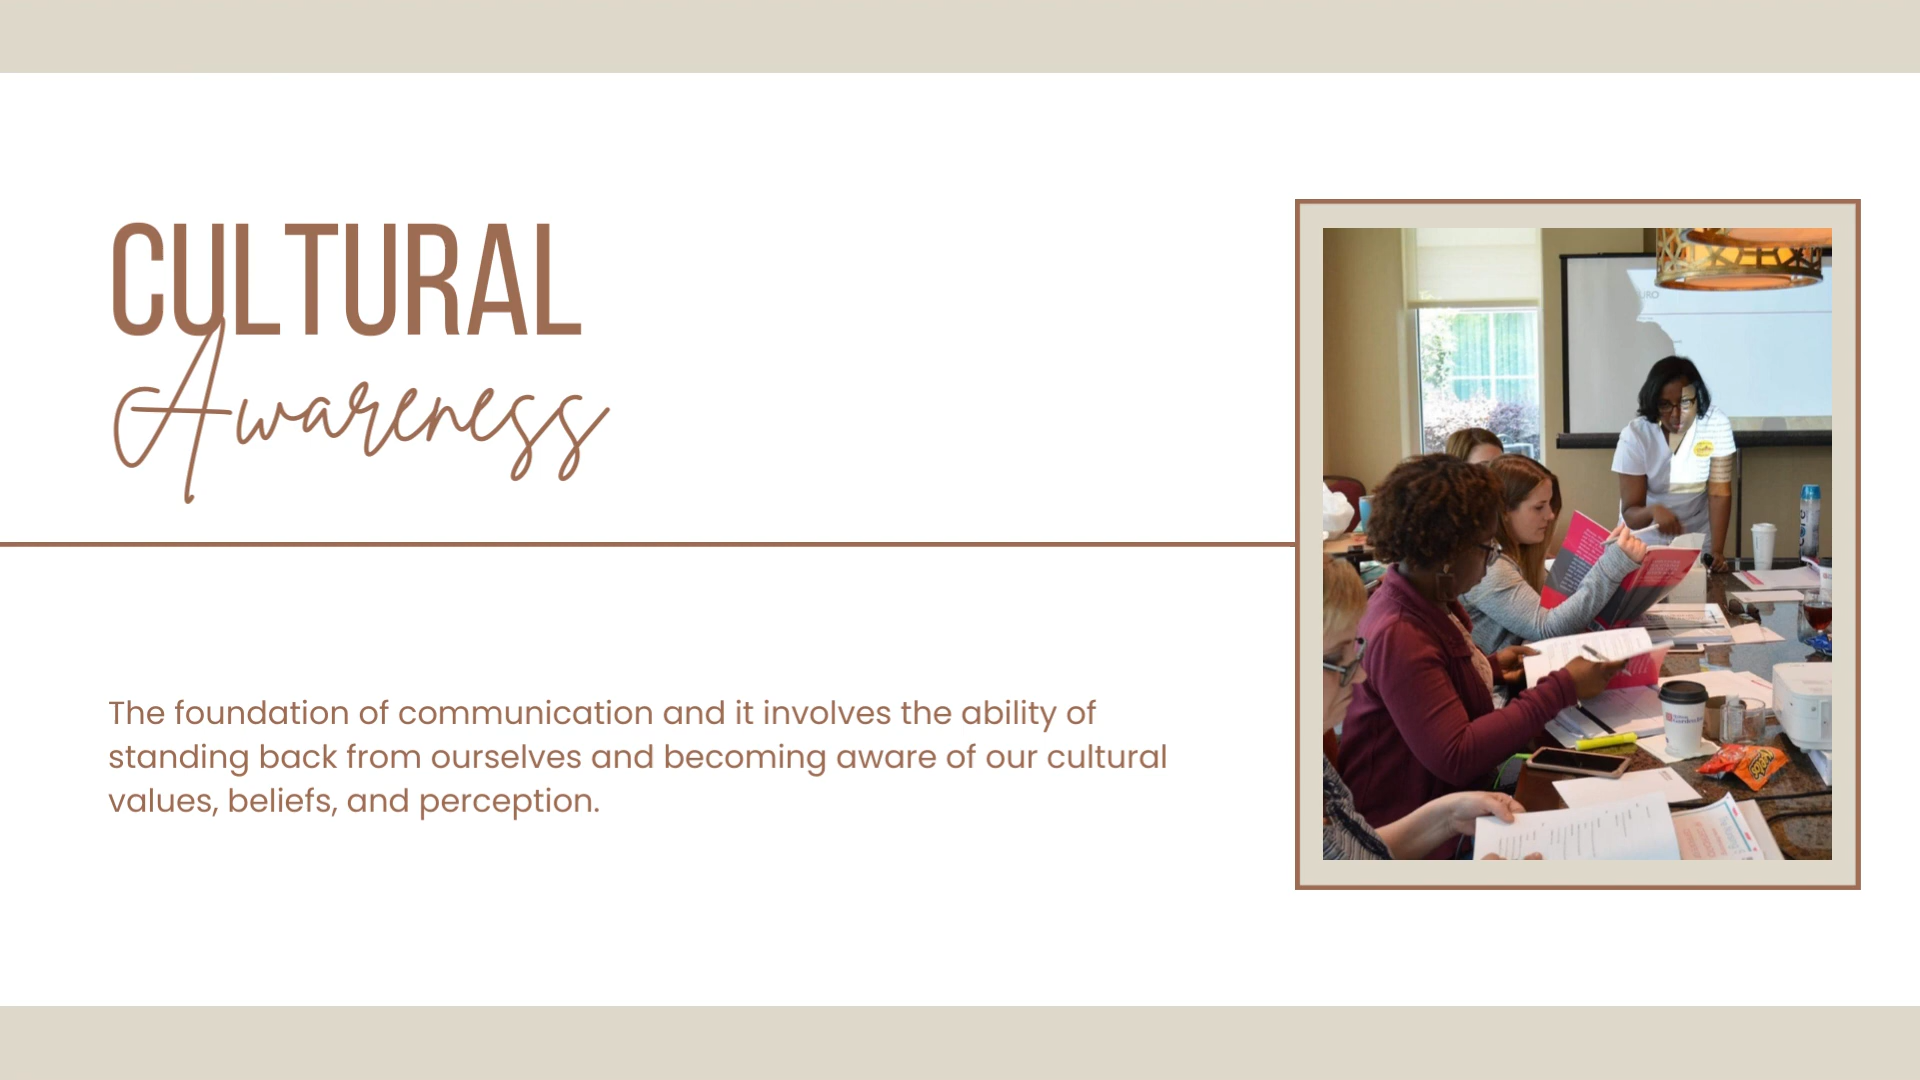 CULTURAL
Awareness
The foundation of communication and it involves the ability of
standing back from ourselves and becoming aware of our cultural
values, beliefs, and perception.